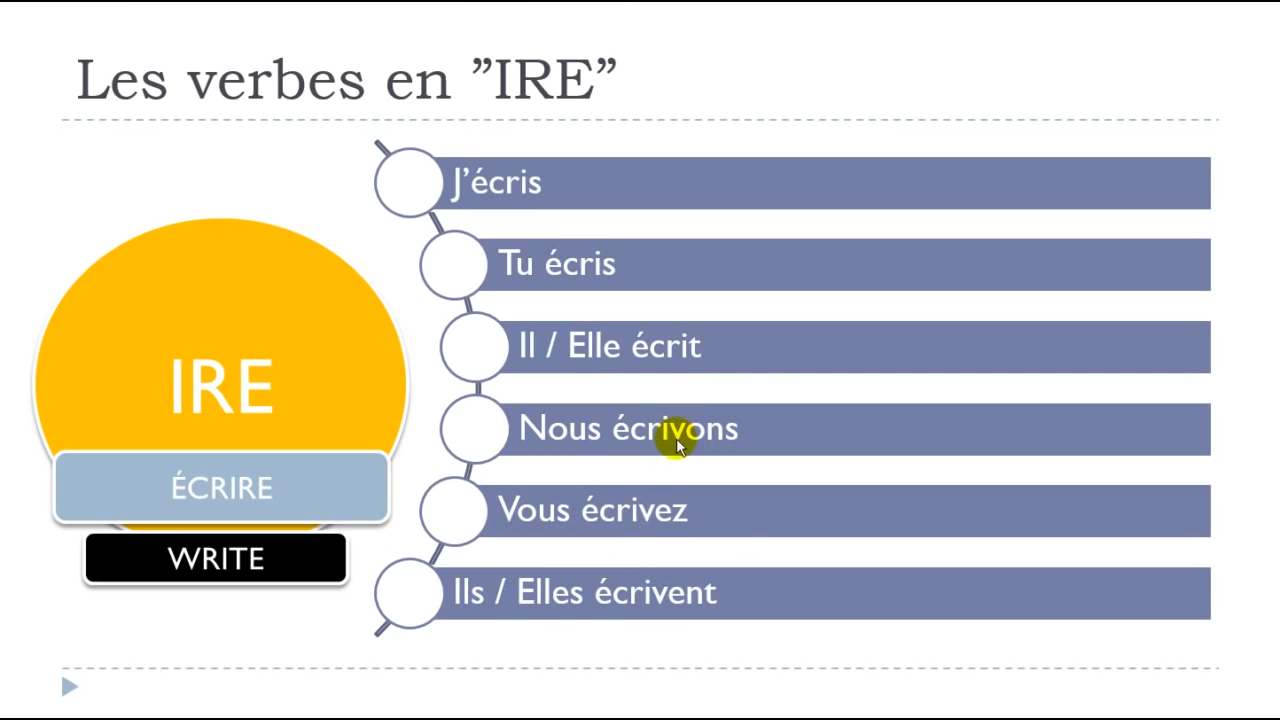 Les verbes en ”IRE”
IRE
ÉCRIRE
WRITE
J’écris
Tu écris
Il / Elle écrit
Nous écrivons
Vous écrivez
Ils / Elles écrivent